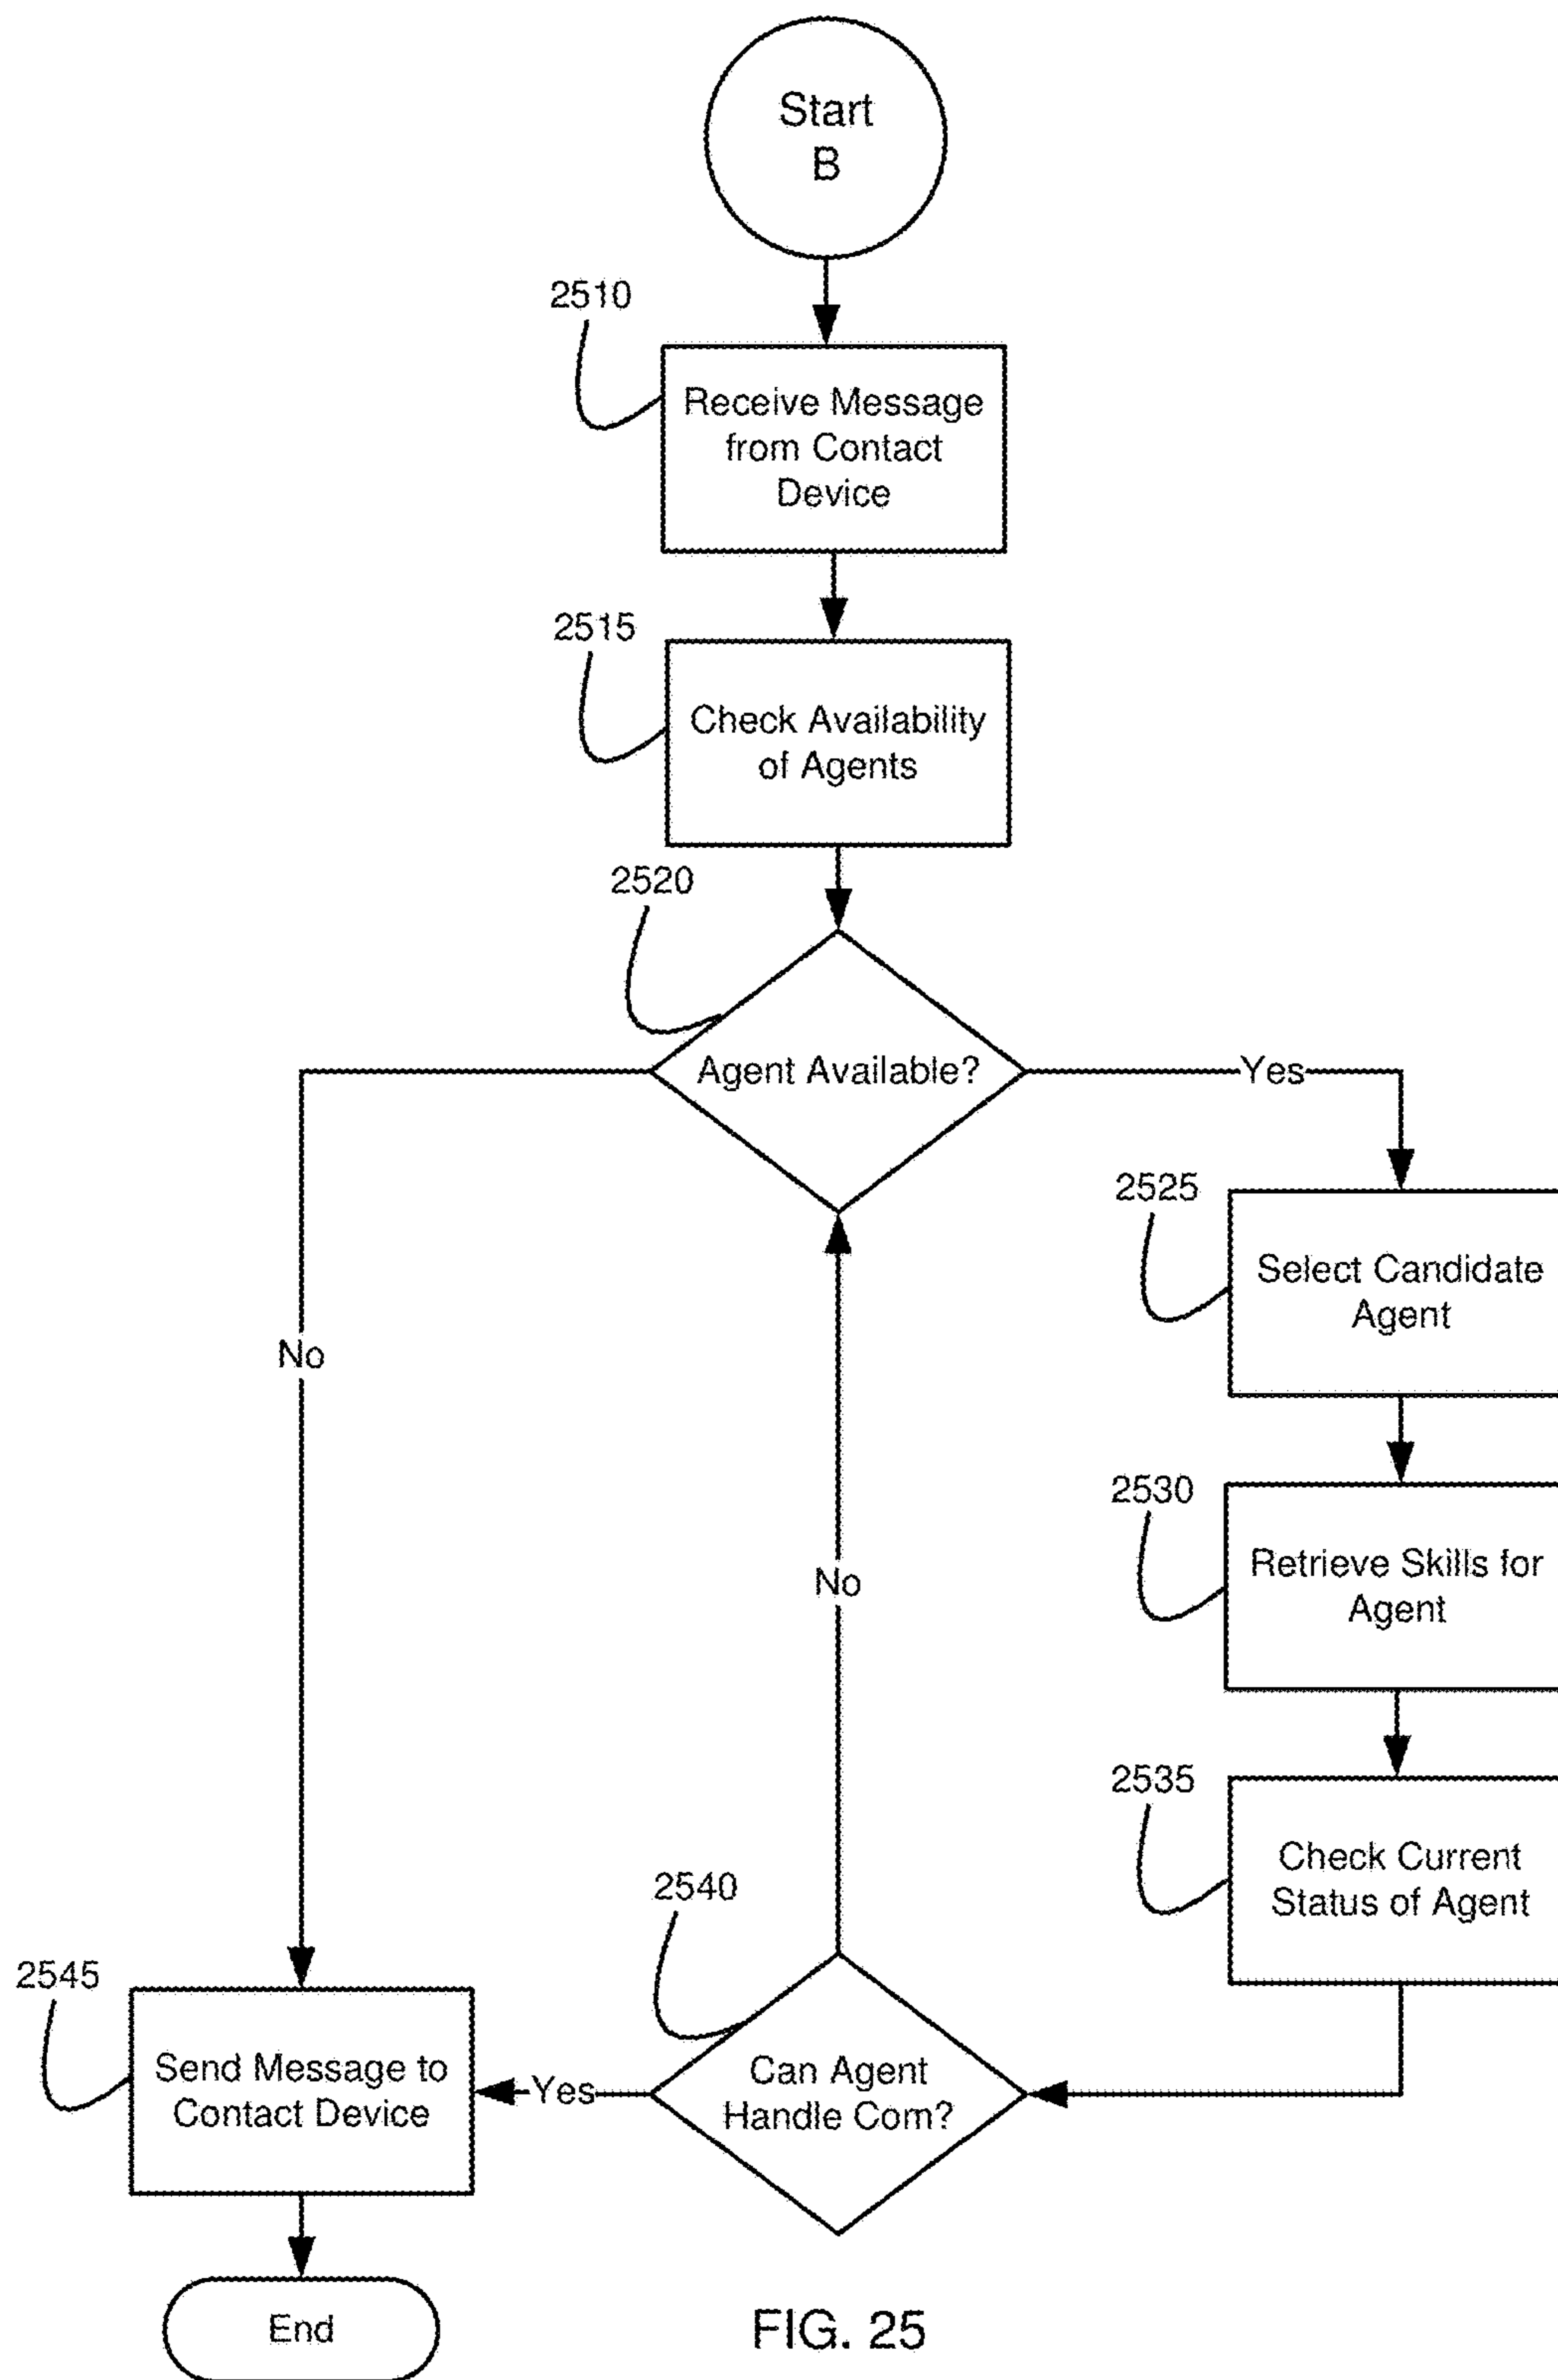 Start
B
2510
Receive Message
from Contact
Device
2515
Check Availability
of Agents
2520
Agent Available?
Yes
2525
Select Candidate
Agent
No
2530
Retrieve Skills for
Agent
No
2535
Check Current
Status of Agent
2540
2545
Send Message to
Contact Device
Yes
Can Agent
Handle Com?
End
FIG. 25